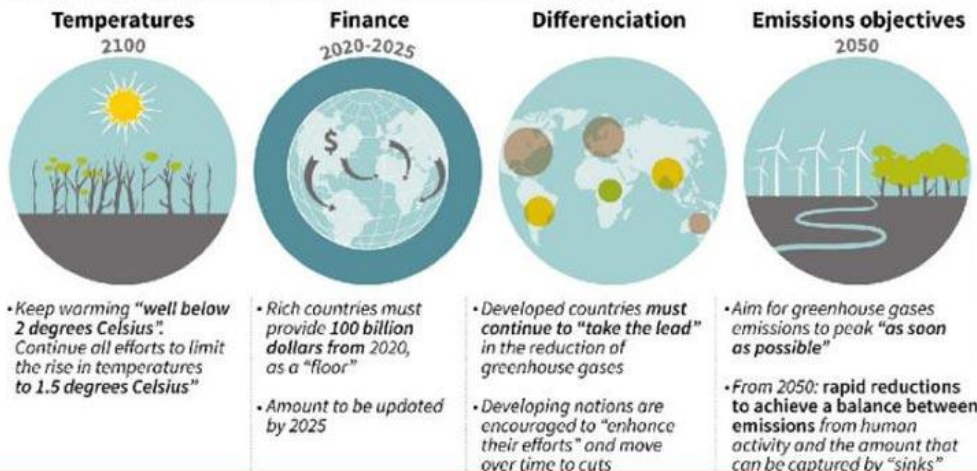 Temperatures
2100
• Keep warming "well below
2 degrees Celsius".
Continue all efforts to limit
the rise in temperatures
to 1.5 degrees Celsius"
Finance
2020-2025
$
• Rich countries must
provide 100 billion
dollars from 2020,
as a "floor"
• Amount to be updated
by 2025
Differenciation
• Developed countries must
continue to "take the lead"
in the reduction of
greenhouse gases
• Developing nations are
encouraged to "enhance
their efforts" and move
over time to cuts
Emissions objectives
2050
• Aim for greenhouse gases
emissions to peak "as soon
as possible"
• From 2050: rapid reductions
to achieve a balance between
emissions from human
activity and the amount that
can be captured by "sinks"